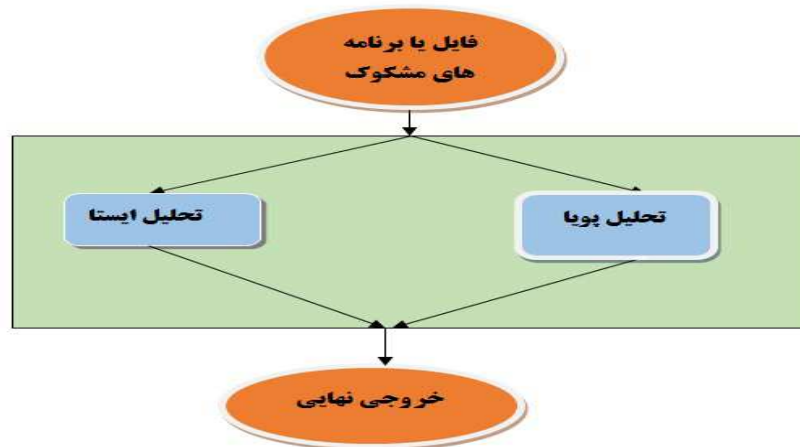 فایل یا برنامه
های مشکوک
تحلیل پویا
تحلیل ایستا
خروجی نهایی